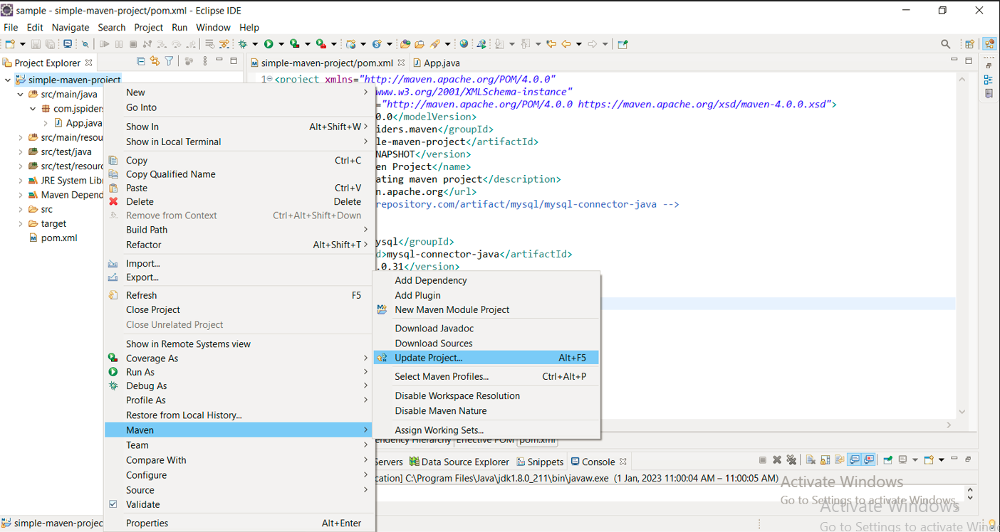 sample - simple-maven-project/pom.xml - Eclipse IDE
File Edit Navigate Search Project Run Window Help
Project Explorer
simple-maven-project/pom.xml
App.java
simple-maven-project
src/main/java
com.jspiders
App.java
src/main/resou
src/test/java
src/test/resourc
JRE System Libr
Maven Depend
src
target
pom.xml
New
Go Into
Show In Alt+Shift+W
Show in Local Terminal
Copy Ctrl+C
Copy Qualified Name
Paste Ctrl+V
Delete Delete
Remove from Context Ctrl+Alt+Shift+Down
Build Path
Refactor Alt+Shift+T
Import...
Export...
Refresh F5
Close Project
Close Unrelated Project
Show in Remote Systems view
Coverage As
Run As
Debug As
Profile As
Restore from Local History...
Maven
Team
Compare With
Configure
Source
Validate
Properties Alt+Enter
1 <project xmlns="http://maven.apache.org/POM/4.0.0"
www.w3.org/2001/XMLSchema-instance"
="http://maven.apache.org/POM/4.0.0 https://maven.apache.org/xsd/maven-4.0.0.xsd">
0.0</modelVersion>
iders.maven</groupId>
le-maven-project</artifactId>
NAPSHOT</version>
en Project</name>
ating maven project</description>
n.apache.org</url>
repository.com/artifact/mysql/mysql-connector-java -->
ysql</groupId>
d>mysql-connector-java</artifactId>
.0.31</version>
Add Dependency
Add Plugin
New Maven Module Project
Download Javadoc
Download Sources
Update Project... Alt+F5
Select Maven Profiles... Ctrl+Alt+P
Disable Workspace Resolution
Disable Maven Nature
Assign Working Sets...
endency Hierarchy Effective POM pom.xml
Servers Data Source Explorer Snippets Console
cation] C:\Program Files\Java\jdk1.8.0_211\bin\javaw.exe (1 Jan, 2023 11:00:04 AM – 11:00:05 AM)
Activate Windows
Go to Settings to activate Windows.
Activate Windows
Go to Settings to activate Wind
simple-maven-projec